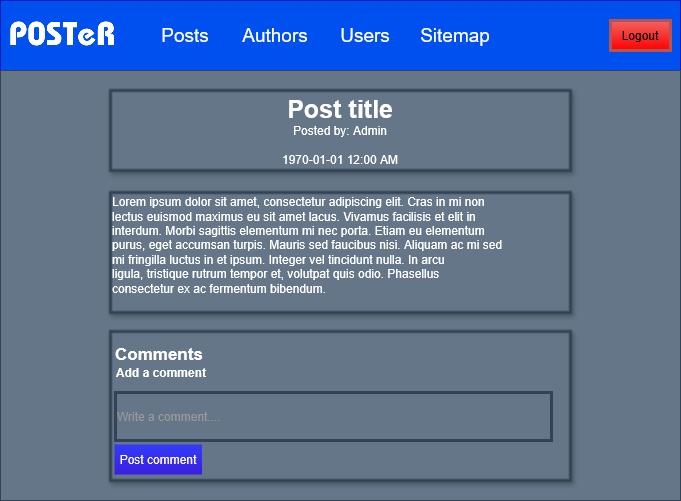 POSTeR
Posts
Authors
Users
Sitemap
Logout
Post title
Posted by: Admin
1970-01-01 12:00 AM
Lorem ipsum dolor sit amet, consectetur adipiscing elit. Cras in mi non
lectus euismod maximus eu sit amet lacus. Vivamus facilisis et elit in
interdum. Morbi sagittis elementum mi nec porta. Etiam eu elementum
purus, eget accumsan turpis. Mauris sed faucibus nisi. Aliquam ac mi sed
mi fringilla luctus in et ipsum. Integer vel tincidunt nulla. In arcu
ligula, tristique rutrum tempor et, volutpat quis odio. Phasellus
consectetur ex ac fermentum bibendum.
Comments
Add a comment
Write a comment....
Post comment